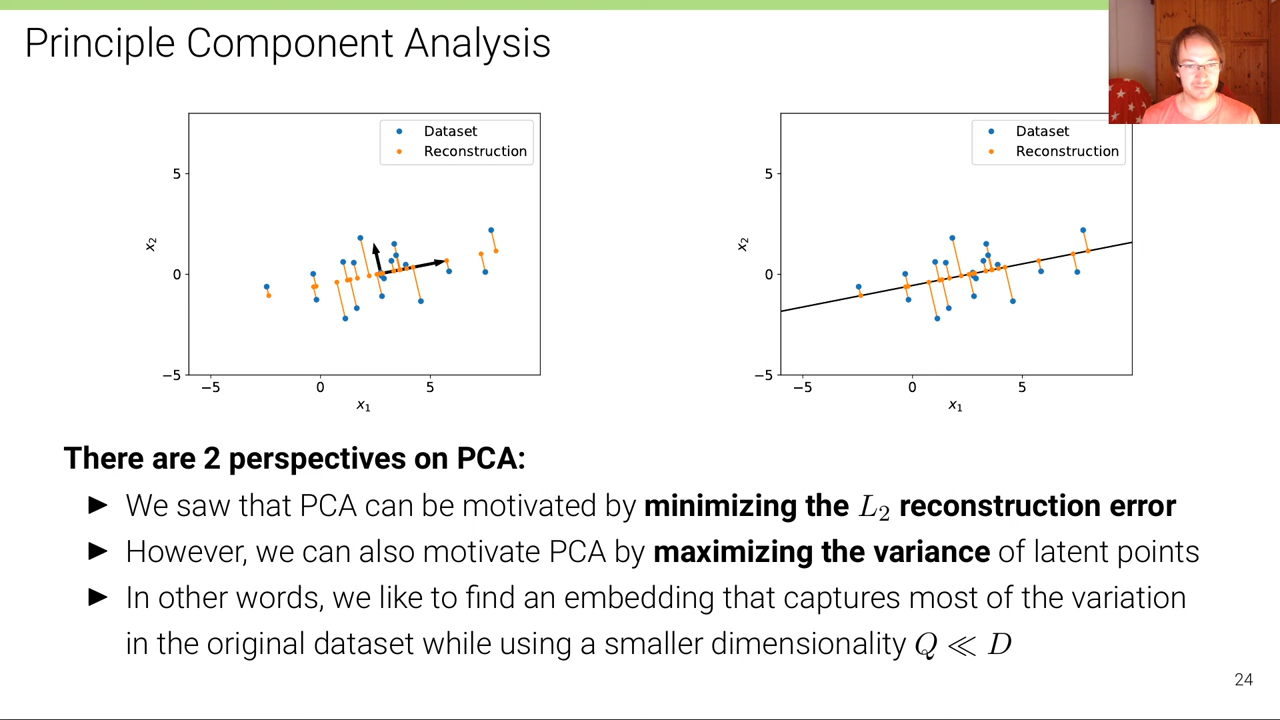 Principle Component Analysis
Dataset
Reconstruction
5
0
−5
x₂
−5 0 5
x₁
Dataset
Reconstruction
5
0
−5
x₂
−5 0 5
x₁
There are 2 perspectives on PCA:
▶ We saw that PCA can be motivated by minimizing the L₂ reconstruction error
▶ However, we can also motivate PCA by maximizing the variance of latent points
▶ In other words, we like to find an embedding that captures most of the variation
in the original dataset while using a smaller dimensionality Q ≪ D
24